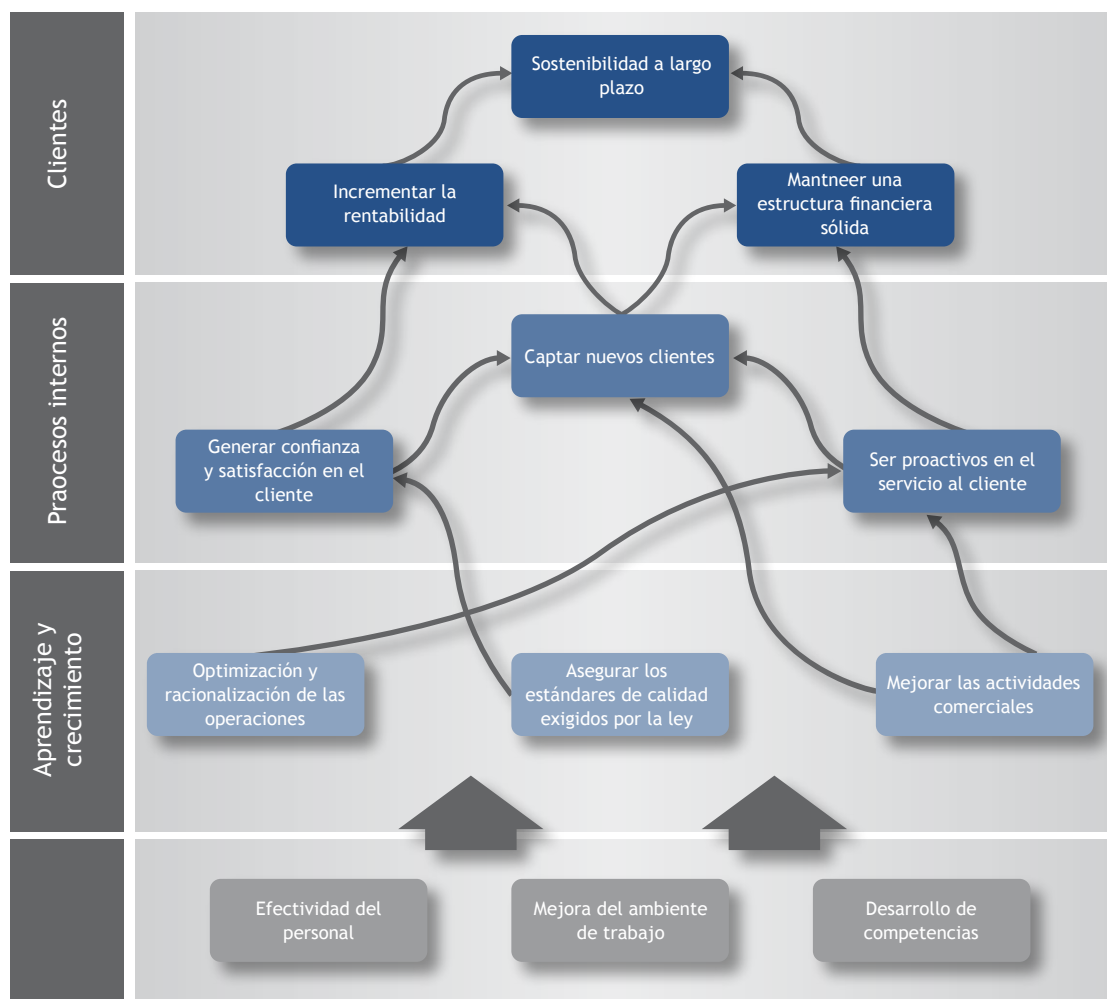 Clientes
Sostenibilidad a largo
plazo
Incrementar la
rentabilidad
Mantneer una
estructura financiera
sólida
Praocesos internos
Captar nuevos clientes
Generar confianza
y satisfacción en el
cliente
Ser proactivos en el
servicio al cliente
Aprendizaje y
crecimiento
Optimización y
racionalización de las
operaciones
Asegurar los
estándares de calidad
exigidos por la ley
Mejorar las actividades
comerciales
Efectividad del
personal
Mejora del ambiente
de trabajo
Desarrollo de
competencias